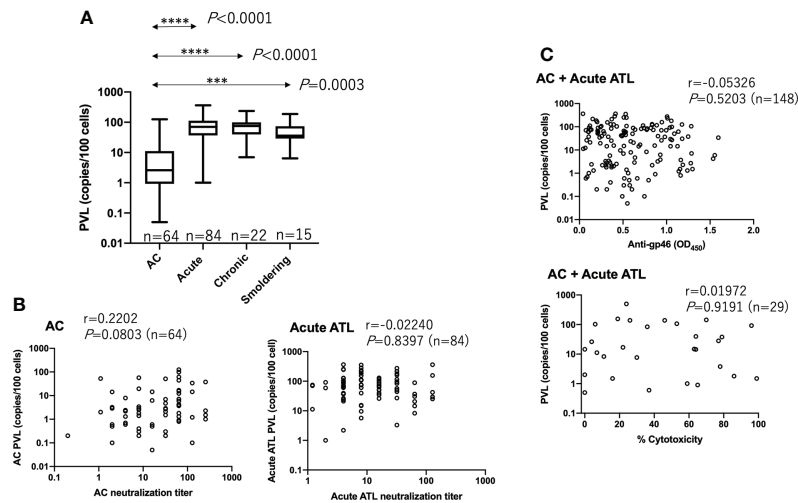 A
**** P<0.0001
**** P<0.0001
*** P=0.0003
PVL (copies/100 cells)
1000
100
10
1
0.1
0.01
n=64 n=84 n=22 n=15
AC
Acute
Chronic
Smoldering
B
AC
r=0.2202
P=0.0803 (n=64)
AC PVL (copies/100 cells)
1000
100
10
1
0.1
0.01
0.1 1 10 100 1000
AC neutralization titer
Acute ATL
r=-0.02240
P=0.8397 (n=84)
Acute ATL PVL (copies/100 cells)
1000
100
10
1
0.1
1 10 100 1000
Acute ATL neutralization titer
C
AC + Acute ATL
r=-0.05326
P=0.5203 (n=148)
PVL (copies/100 cells)
1000
100
10
1
0.1
0.01
0.0 0.5 1.0 1.5 2.0
Anti-gp46 (OD450)
AC + Acute ATL
r=0.01972
P=0.9191 (n=29)
PVL (copies/100 cells)
1000
100
10
1
0.1
0 20 40 60 80 100
% Cytotoxicity